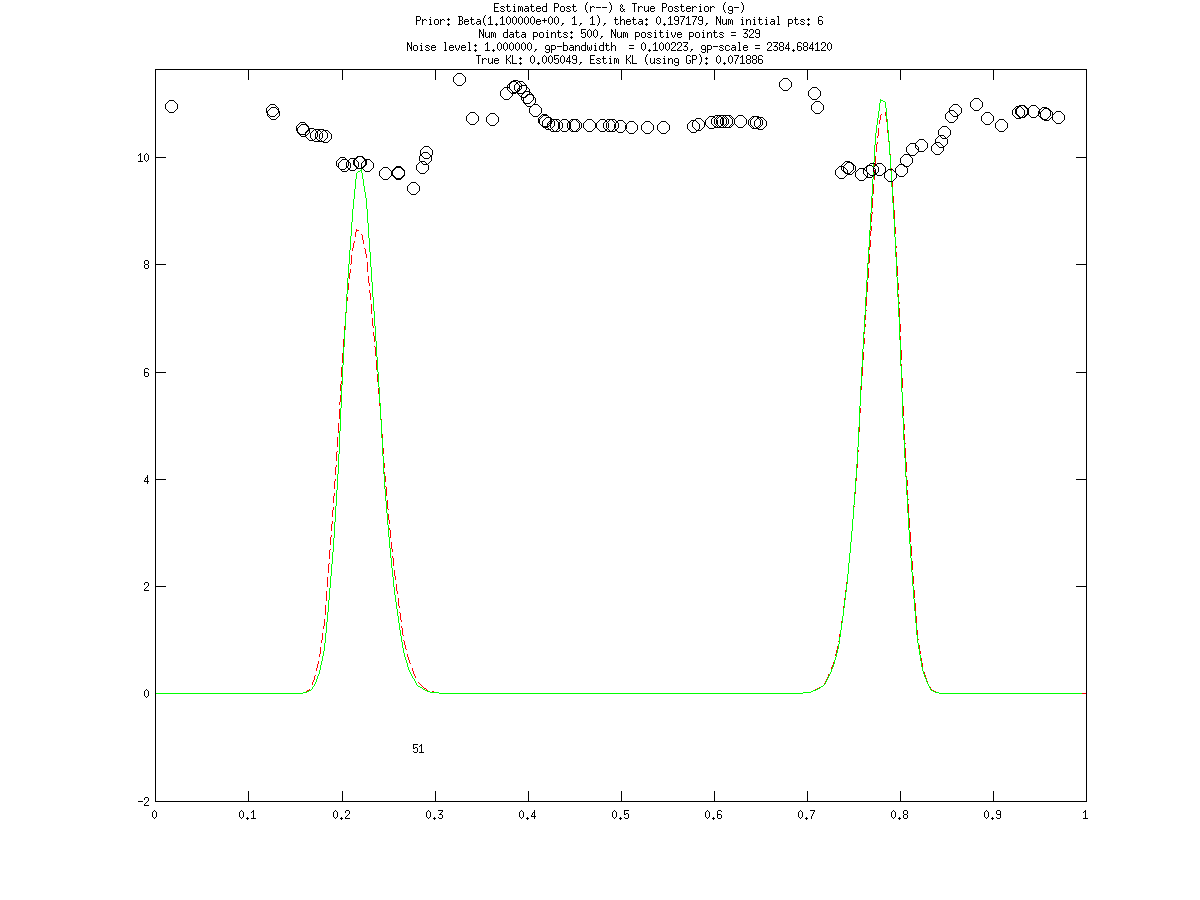 Estimated Post (r--) & True Posterior (g-)
Prior: Beta(1.100000e+00, 1, 1), theta: 0.197179, Num initial pts: 6
Num data points: 500, Num positive points = 329
Noise level: 1.000000, gp-bandwidth  = 0.100223, gp-scale = 2384.684120
True KL: 0.005049, Estim KL (using GP): 0.071886
10
8
6
4
2
0
51
-2
0 0.1 0.2 0.3 0.4 0.5 0.6 0.7 0.8 0.9 1